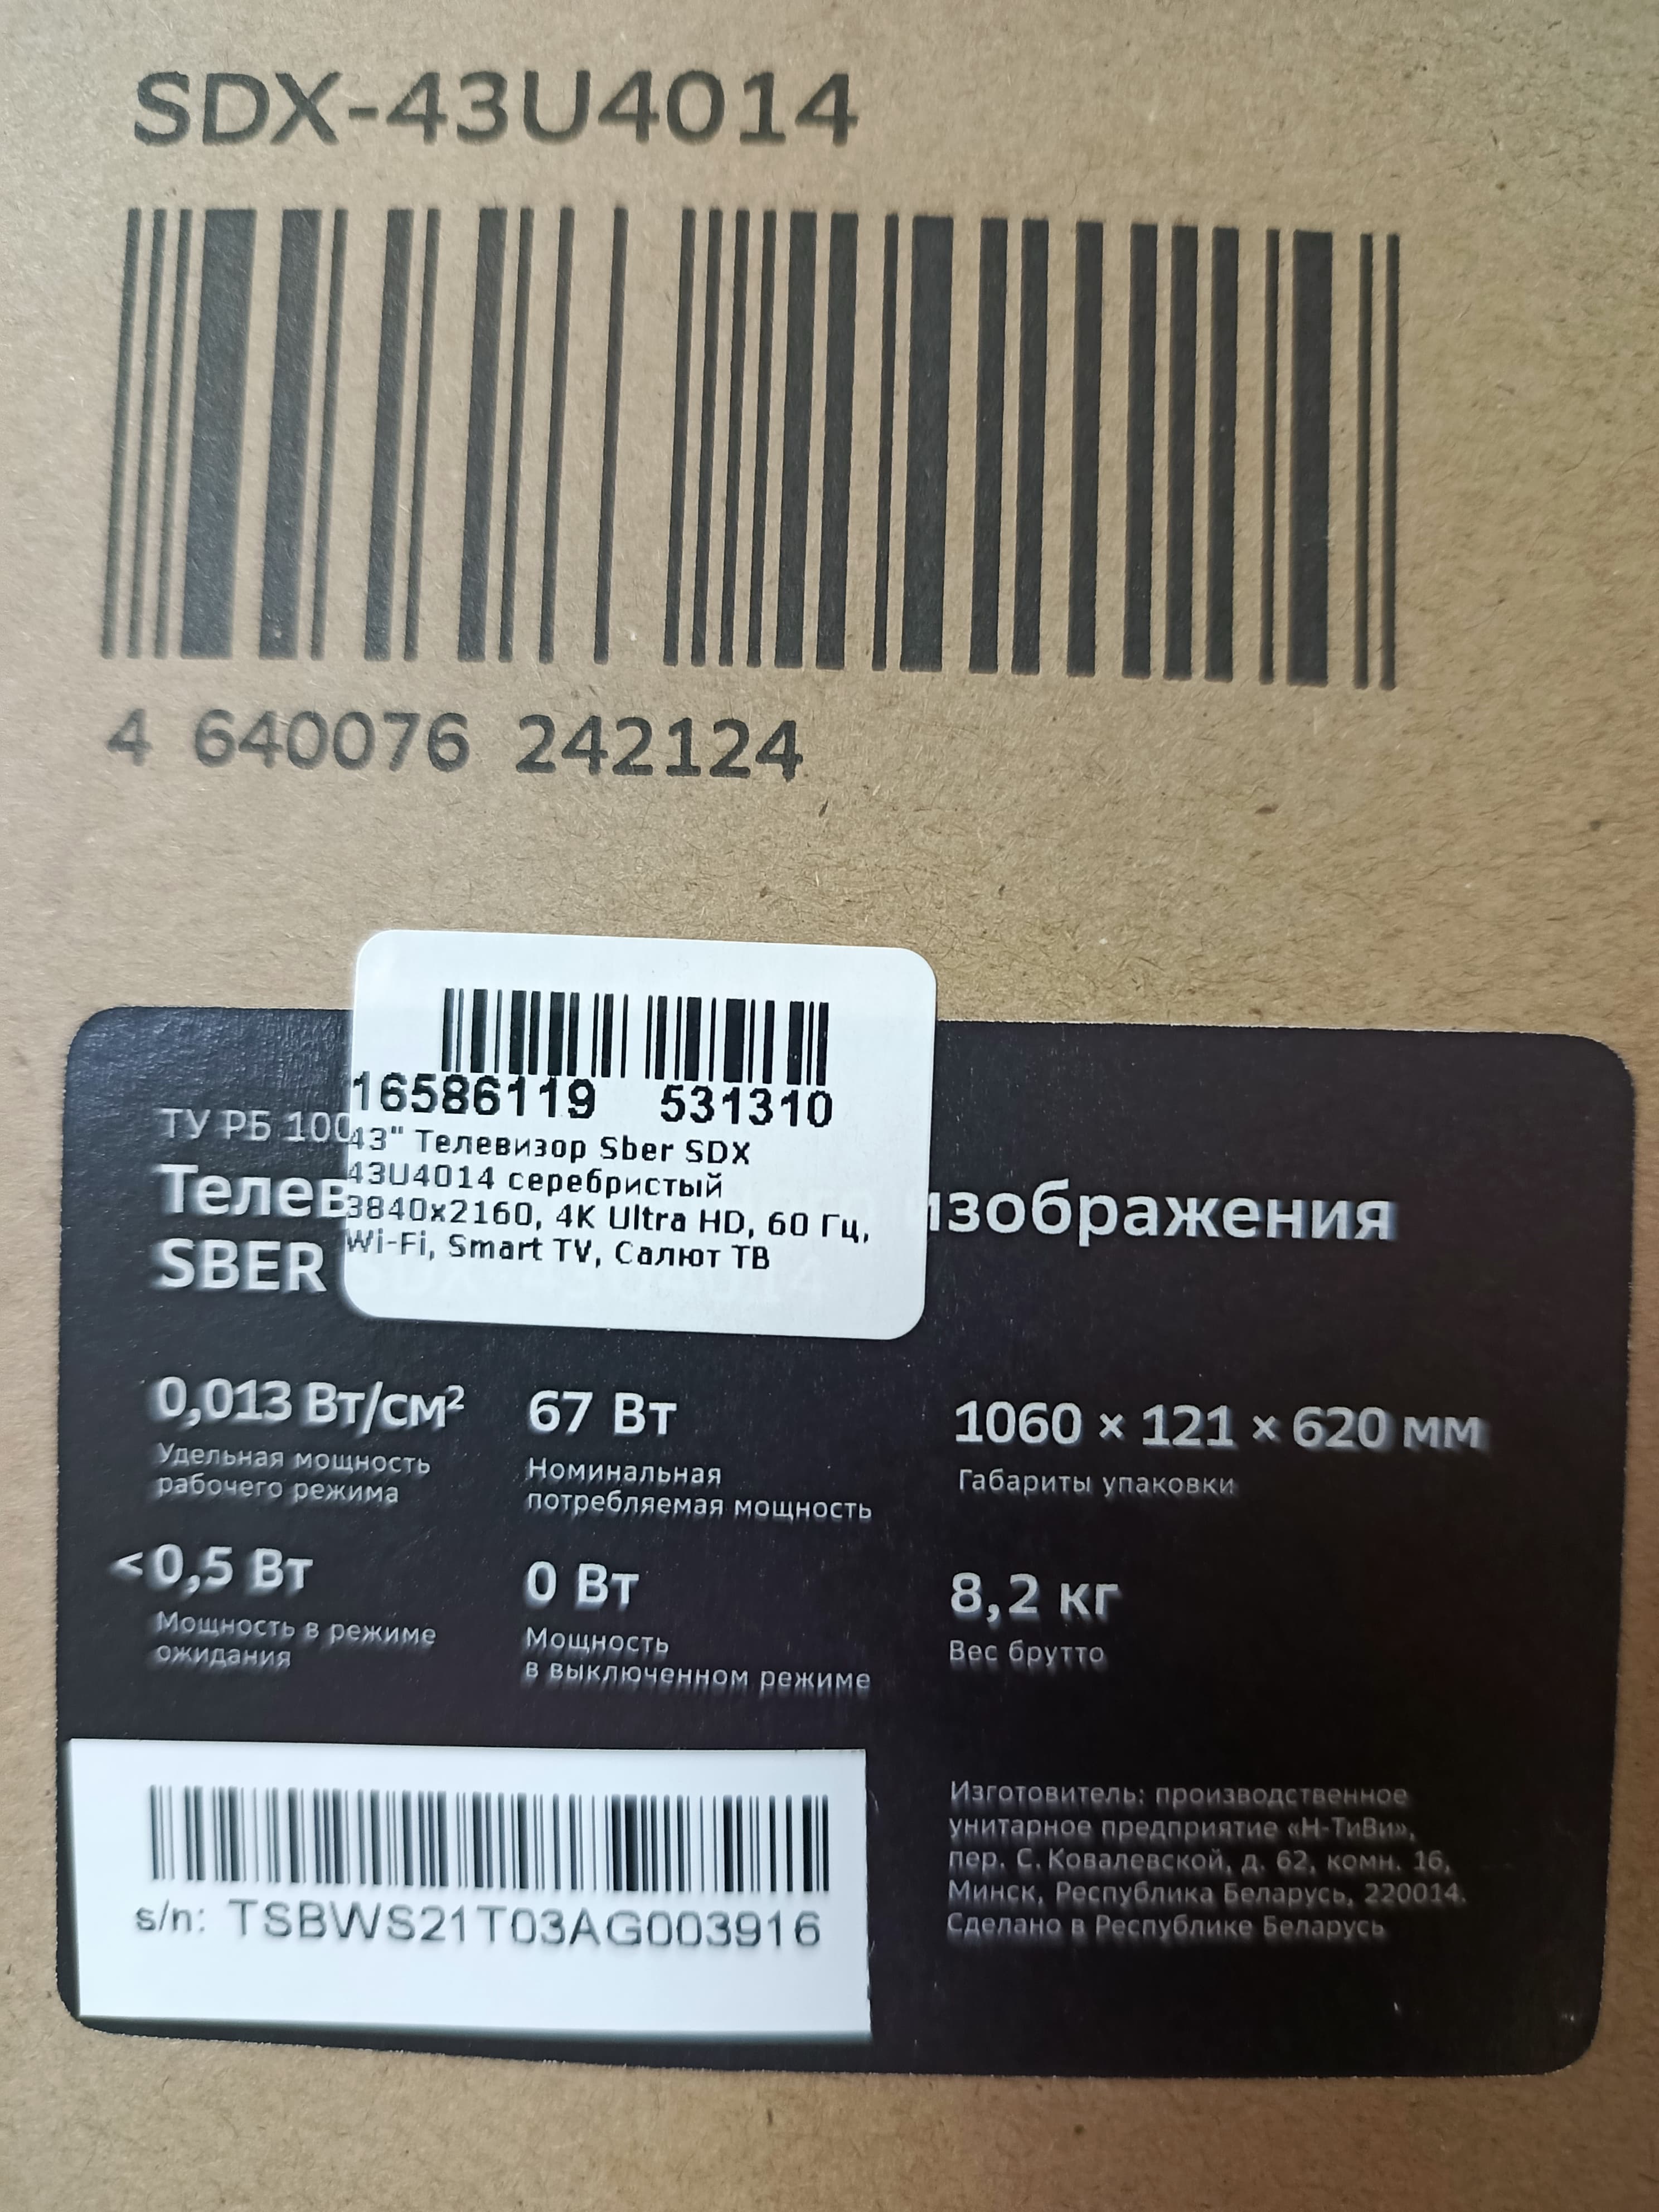 SDX-43U4014
4 640076 242124
16586119 531310
43" Телевизор Sber SDX
43U4014 серебристый
3840x2160, 4K Ultra HD, 60 Гц,
Wi-Fi, Smart TV, Салют ТВ
ТУ РБ 100
изображения
SBER
0,013 Вт/см²
Удельная мощность
рабочего режима
67 Вт
Номинальная
потребляемая мощность
1060 × 121 × 620 мм
Габариты упаковки
<0,5 Вт
Мощность в режиме
ожидания
0 Вт
Мощность
в выключенном режиме
8,2 кг
Вес брутто
s/n: TSBWS21T03AG003916
Изготовитель: производственное
унитарное предприятие «Н-ТиВи»,
пер. С. Ковалевской, д. 62, комн. 16,
Минск, Республика Беларусь, 220014.
Сделано в Республике Беларусь